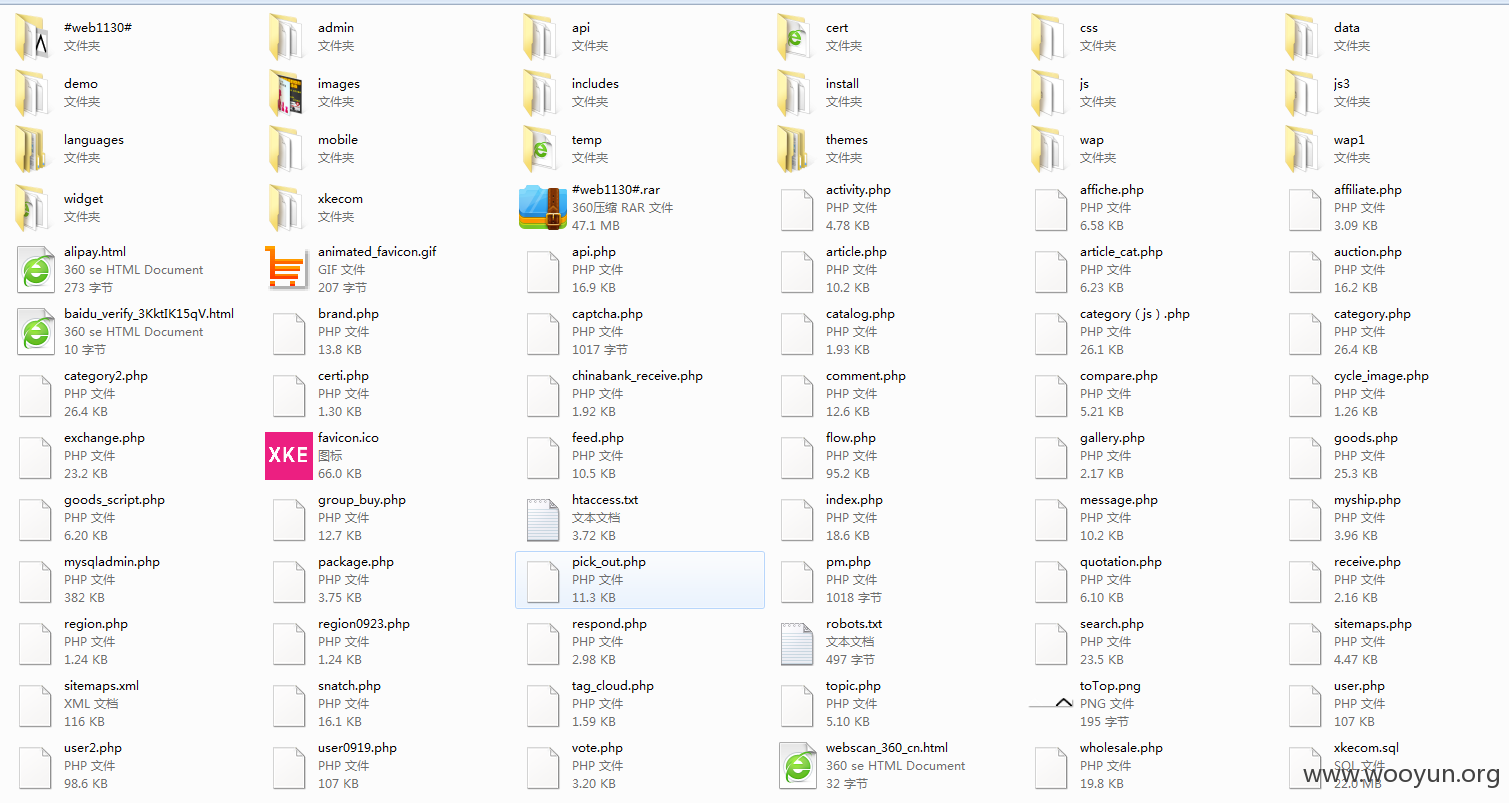 #web1130#
文件夹
admin
文件夹
api
文件夹
cert
文件夹
css
文件夹
data
文件夹
demo
文件夹
images
文件夹
includes
文件夹
install
文件夹
js
文件夹
js3
文件夹
languages
文件夹
mobile
文件夹
temp
文件夹
themes
文件夹
wap
文件夹
wap1
文件夹
widget
文件夹
xkecom
文件夹
#web1130#.rar
360压缩 RAR 文件
47.1 MB
activity.php
PHP 文件
4.78 KB
affiche.php
PHP 文件
6.58 KB
affiliate.php
PHP 文件
3.09 KB
alipay.html
360 se HTML Document
273 字节
animated_favicon.gif
GIF 文件
207 字节
api.php
PHP 文件
16.9 KB
article.php
PHP 文件
10.2 KB
article_cat.php
PHP 文件
6.23 KB
auction.php
PHP 文件
16.2 KB
baidu_verify_3KktIK15qV.html
360 se HTML Document
10 字节
brand.php
PHP 文件
13.8 KB
captcha.php
PHP 文件
1017 字节
catalog.php
PHP 文件
1.93 KB
category ( js ) .php
PHP 文件
26.1 KB
category.php
PHP 文件
26.4 KB
category2.php
PHP 文件
26.4 KB
certi.php
PHP 文件
1.30 KB
chinabank_receive.php
PHP 文件
1.92 KB
comment.php
PHP 文件
12.6 KB
compare.php
PHP 文件
5.21 KB
cycle_image.php
PHP 文件
1.26 KB
exchange.php
PHP 文件
23.2 KB
XKE
favicon.ico
图标
66.0 KB
feed.php
PHP 文件
10.5 KB
flow.php
PHP 文件
95.2 KB
gallery.php
PHP 文件
2.17 KB
goods.php
PHP 文件
25.3 KB
goods_script.php
PHP 文件
6.20 KB
group_buy.php
PHP 文件
12.7 KB
htaccess.txt
文本文档
3.72 KB
index.php
PHP 文件
18.6 KB
message.php
PHP 文件
10.2 KB
myship.php
PHP 文件
3.96 KB
mysqladmin.php
PHP 文件
382 KB
package.php
PHP 文件
3.75 KB
pick_out.php
PHP 文件
11.3 KB
pm.php
PHP 文件
1018 字节
quotation.php
PHP 文件
6.10 KB
receive.php
PHP 文件
2.16 KB
region.php
PHP 文件
1.24 KB
region0923.php
PHP 文件
1.24 KB
respond.php
PHP 文件
2.98 KB
robots.txt
文本文档
497 字节
search.php
PHP 文件
23.5 KB
sitemaps.php
PHP 文件
4.47 KB
sitemaps.xml
XML 文档
116 KB
snatch.php
PHP 文件
16.1 KB
tag_cloud.php
PHP 文件
1.59 KB
topic.php
PHP 文件
5.10 KB
toTop.png
PNG 文件
195 字节
user.php
PHP 文件
107 KB
user2.php
PHP 文件
98.6 KB
user0919.php
PHP 文件
107 KB
vote.php
PHP 文件
3.20 KB
webscan_360_cn.html
360 se HTML Document
32 字节
wholesale.php
PHP 文件
19.8 KB
xkecom.sql
SQL 文件
22.0 MB
www.wooyun.org